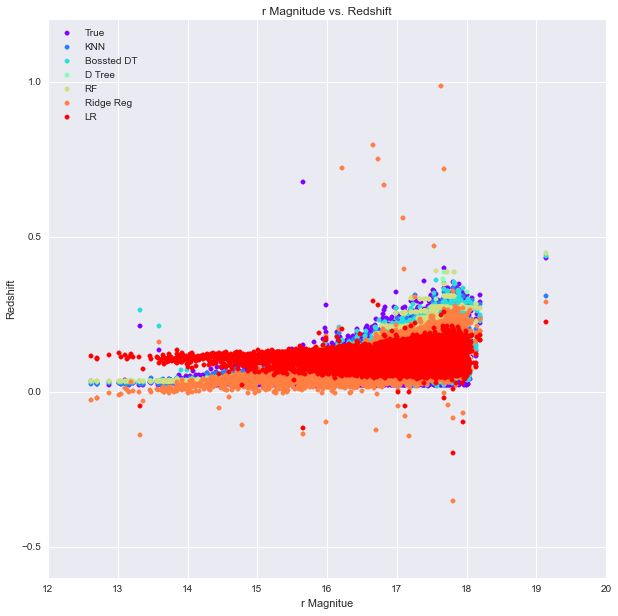 r Magnitude vs. Redshift
True
KNN
Bossted DT
D Tree
RF
Ridge Reg
LR
1.0
0.5
0.0
−0.5
Redshift
12 13 14 15 16 17 18 19 20
r Magnitue